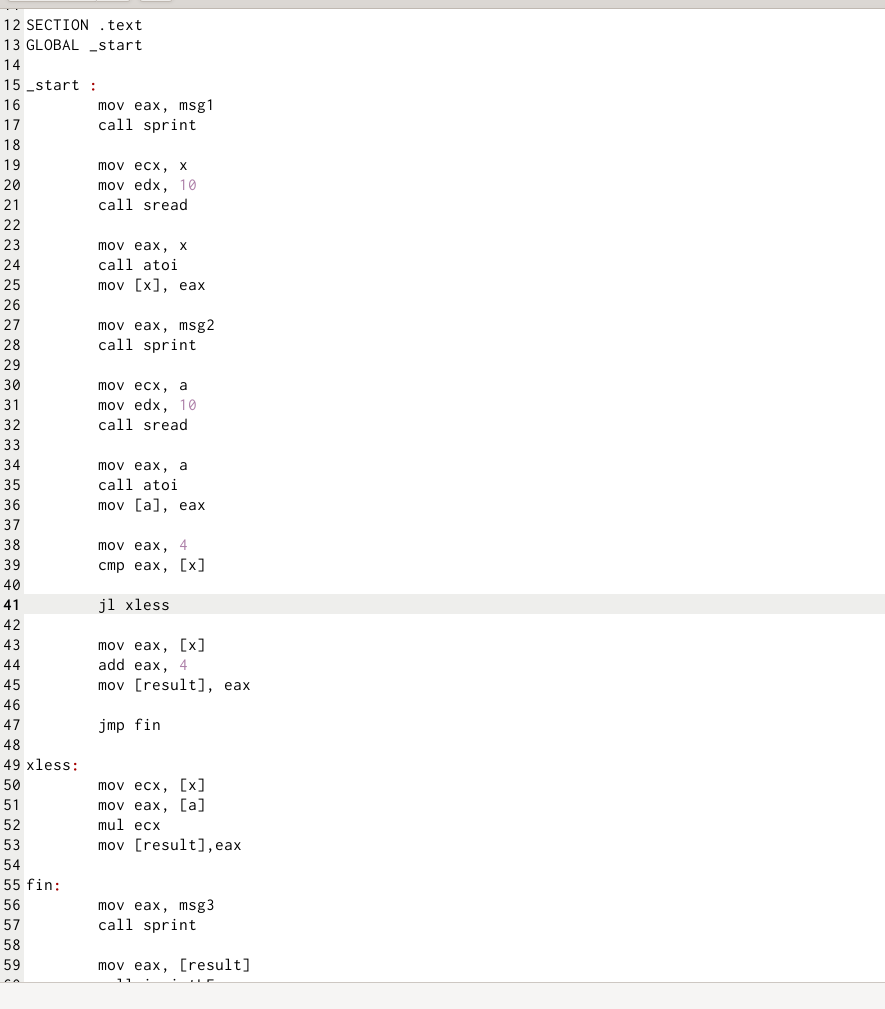 12 SECTION .text
13 GLOBAL _start
14
15 _start :
16 mov eax, msg1
17 call sprint
18
19 mov ecx, x
20 mov edx, 10
21 call sread
22
23 mov eax, x
24 call atoi
25 mov [x], eax
26
27 mov eax, msg2
28 call sprint
29
30 mov ecx, a
31 mov edx, 10
32 call sread
33
34 mov eax, a
35 call atoi
36 mov [a], eax
37
38 mov eax, 4
39 cmp eax, [x]
40
41 jl xless
42
43 mov eax, [x]
44 add eax, 4
45 mov [result], eax
46
47 jmp fin
48
49 xless:
50 mov ecx, [x]
51 mov eax, [a]
52 mul ecx
53 mov [result],eax
54
55 fin:
56 mov eax, msg3
57 call sprint
58
59 mov eax, [result]